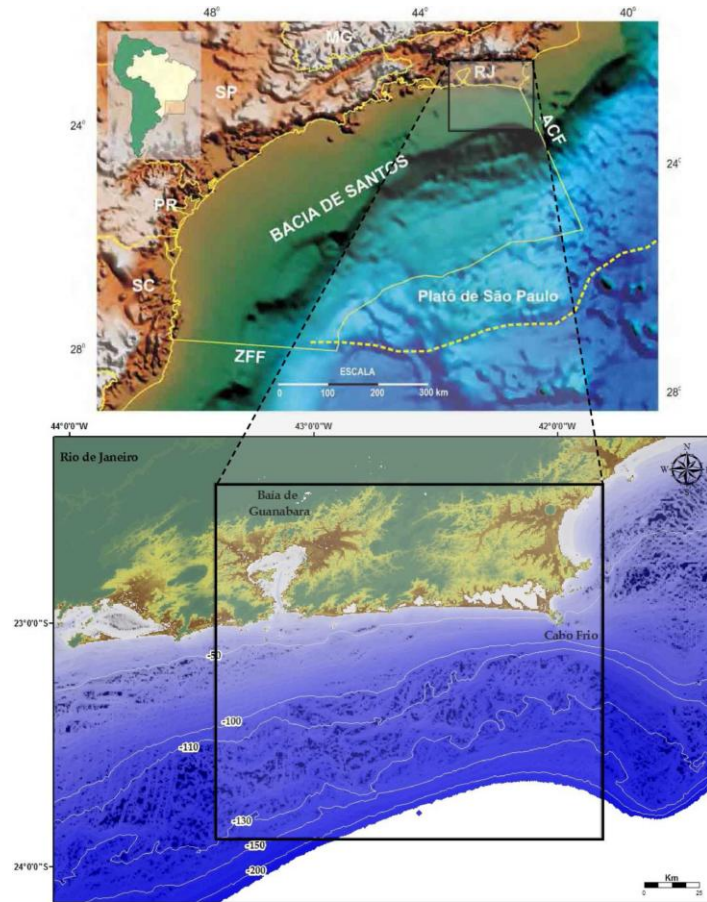 48°
44°
40°
MG
RJ
SP
24°
24°
ACF
BACIA DE SANTOS
PR
SC
Platô de São Paulo
28°
ZFF
ESCALA
0 100 200 300 km
28°
44°0'0"W
43°0'0"W
42°0'0"W
Rio de Janeiro
N
W
Baia de
Guanabara
23°0'0"S
Cabo Frio
-50
-100
-110
-130
-150
24°0'0"S
-200
Km
0 25